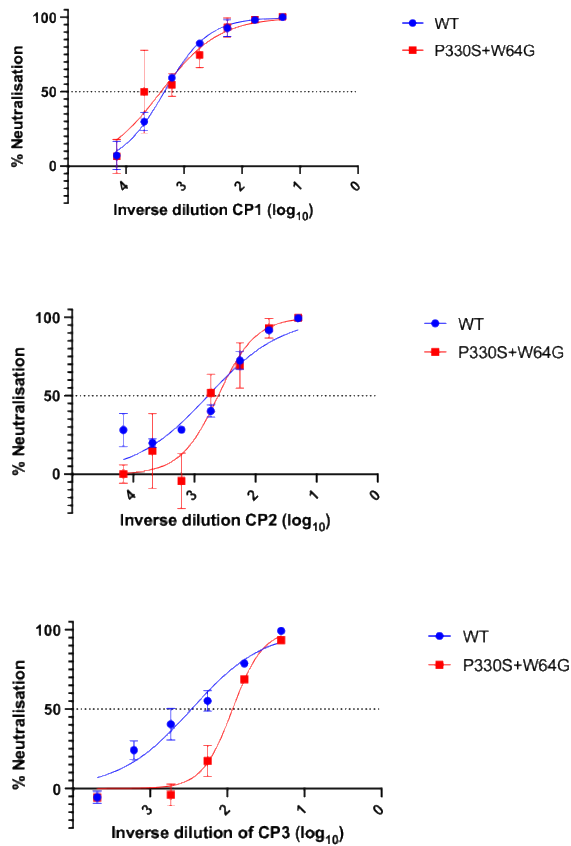 100
50
0
% Neutralisation
4
3
2
1
0
Inverse dilution CP1 (log10)
WT
P330S+W64G
100
50
0
% Neutralisation
4
3
2
1
0
Inverse dilution CP2 (log10)
WT
P330S+W64G
100
50
0
% Neutralisation
3
2
1
0
Inverse dilution of CP3 (log10)
WT
P330S+W64G